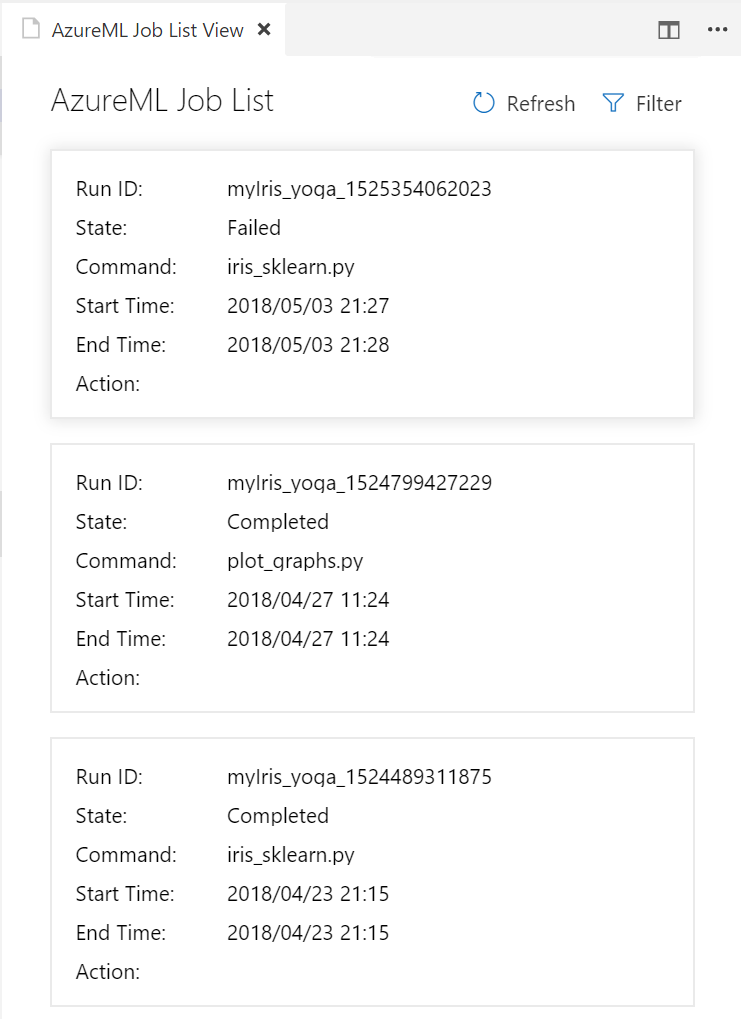 AzureML Job List View
AzureML Job List
Refresh
Filter
Run ID: myIris_yoga_1525354062023
State: Failed
Command: iris_sklearn.py
Start Time: 2018/05/03 21:27
End Time: 2018/05/03 21:28
Action:
Run ID: myIris_yoga_1524799427229
State: Completed
Command: plot_graphs.py
Start Time: 2018/04/27 11:24
End Time: 2018/04/27 11:24
Action:
Run ID: myIris_yoga_1524489311875
State: Completed
Command: iris_sklearn.py
Start Time: 2018/04/23 21:15
End Time: 2018/04/23 21:15
Action: